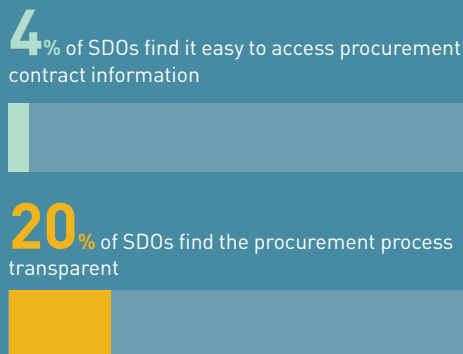 4% of SDOs find it easy to access procurement
contract information
20% of SDOs find the procurement process
transparent